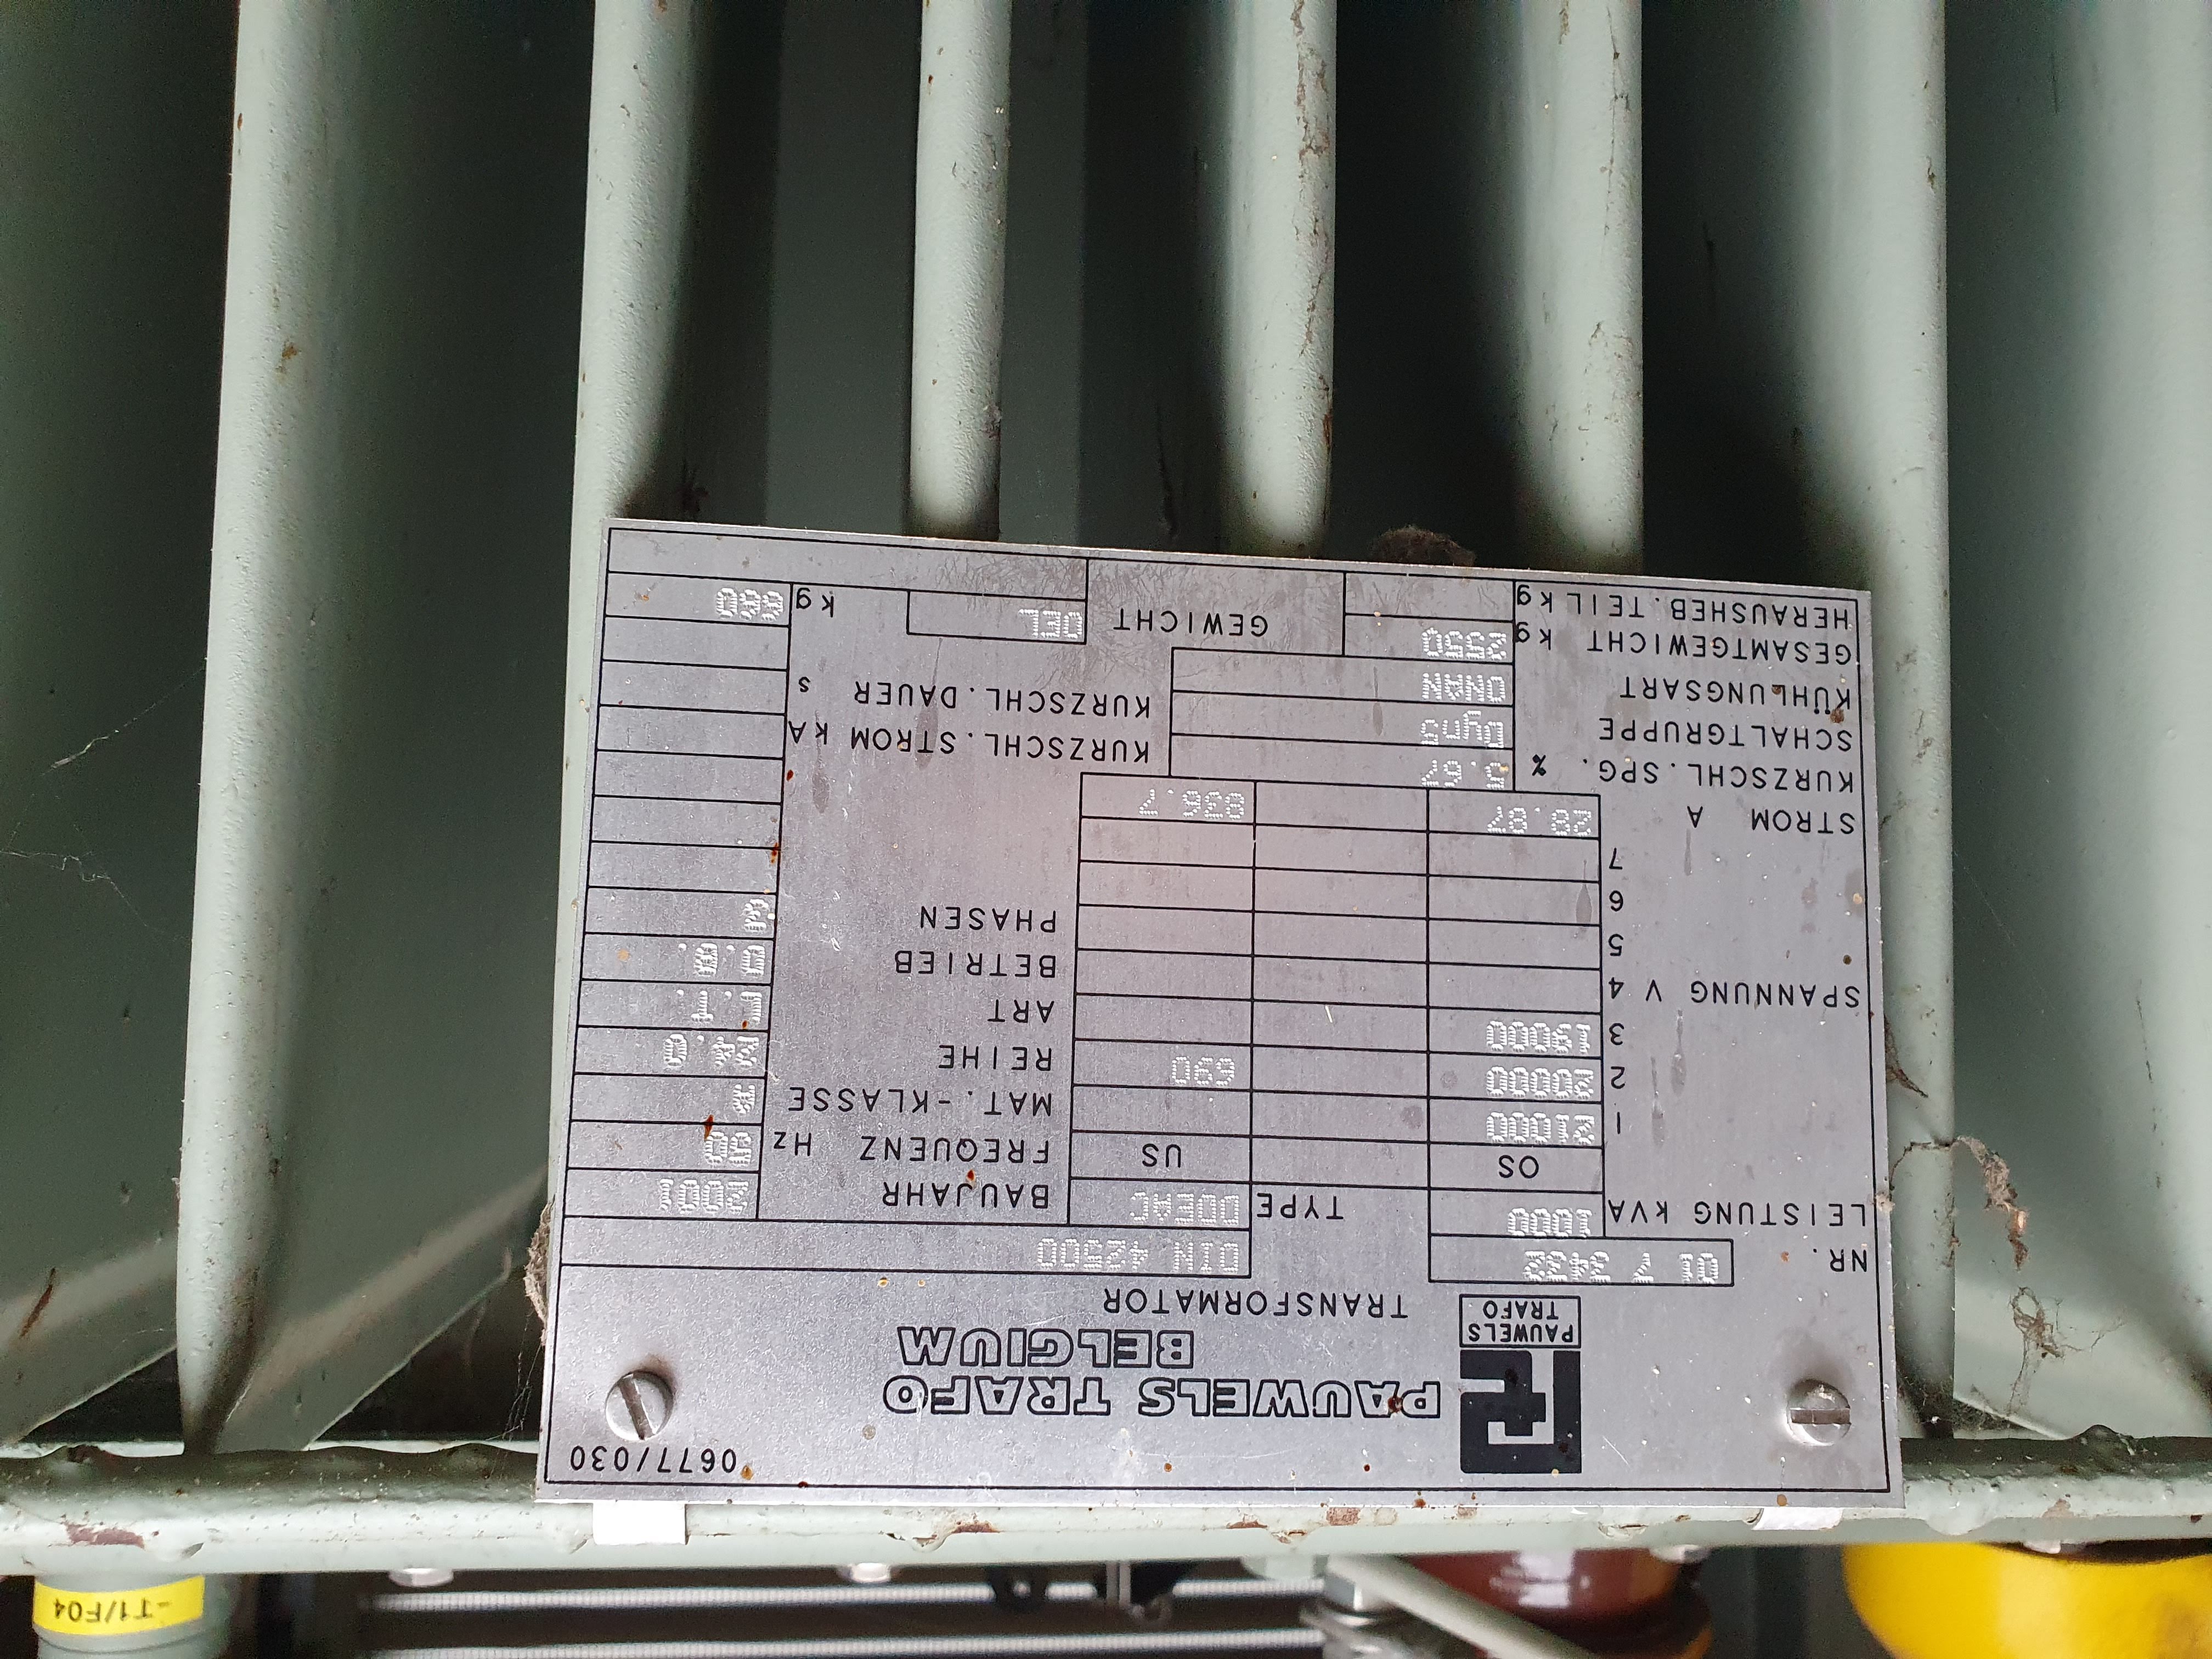 0677/030
PAUWELS TRAFO
BELGIUM
PAUWELS
TRAFO
TRANSFORMATOR
NR. 01 7 3432 DIN 42500
LEISTUNG kVA 1000 TYPE DOEAC BAUJAHR 2001
OS US FREQUENZ Hz 50
1 21000 MAT.-KLASSE A
SPANNUNG V 2 20000 690 REIHE 24.0
3 19000 ART L.T.
4 BETRIEB D.B.
5 PHASEN 3
6
7
STROM A 28.87 836.7
KURZSCHL.SPG. % 5.67 KURZSCHL.STROM kA
SCHALTGRUPPE Dyn5 KURZSCHL.DAUER s
KÜHLUNGSART ONAN
GESAMTGEWICHT kg 2550 GEWICHT OEL kg 660
HERAUSHEB.TEIL kg
-T1/F04